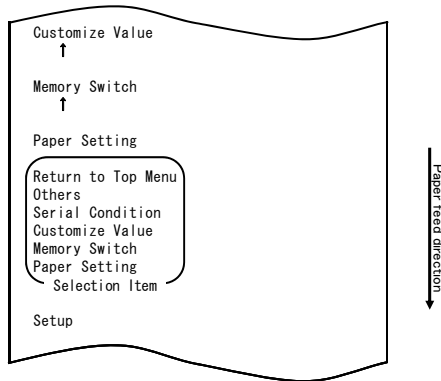 Customize Value
↑
Memory Switch
↑
Paper Setting
Return to Top Menu
Others
Serial Condition
Customize Value
Memory Switch
Paper Setting
Selection Item
Setup
Paper feed direction